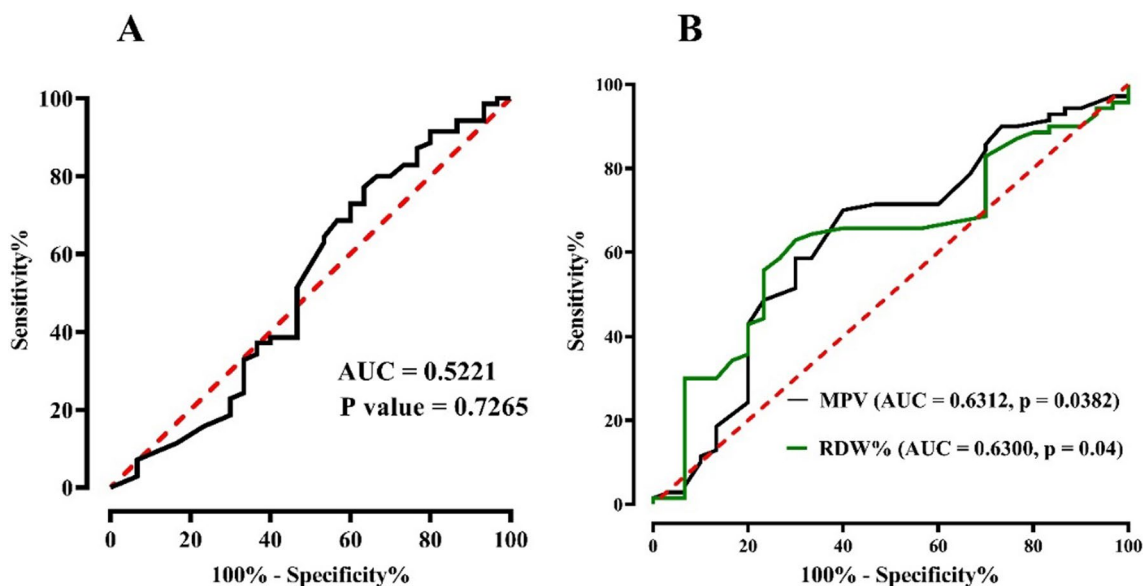 A
100
80
60
40
20
0
Sensitivity%
AUC = 0.5221
P value = 0.7265
0 20 40 60 80 100
100% - Specificity%
B
100
80
60
40
20
0
Sensitivity%
MPV (AUC = 0.6312, p = 0.0382)
RDW% (AUC = 0.6300, p = 0.04)
0 20 40 60 80 100
100% - Specificity%